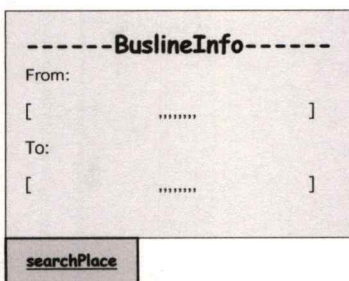 ------BuslineInfo------
From:
[ ,,,,,,,, ]
To:
[ ,,,,,,,, ]
searchPlace